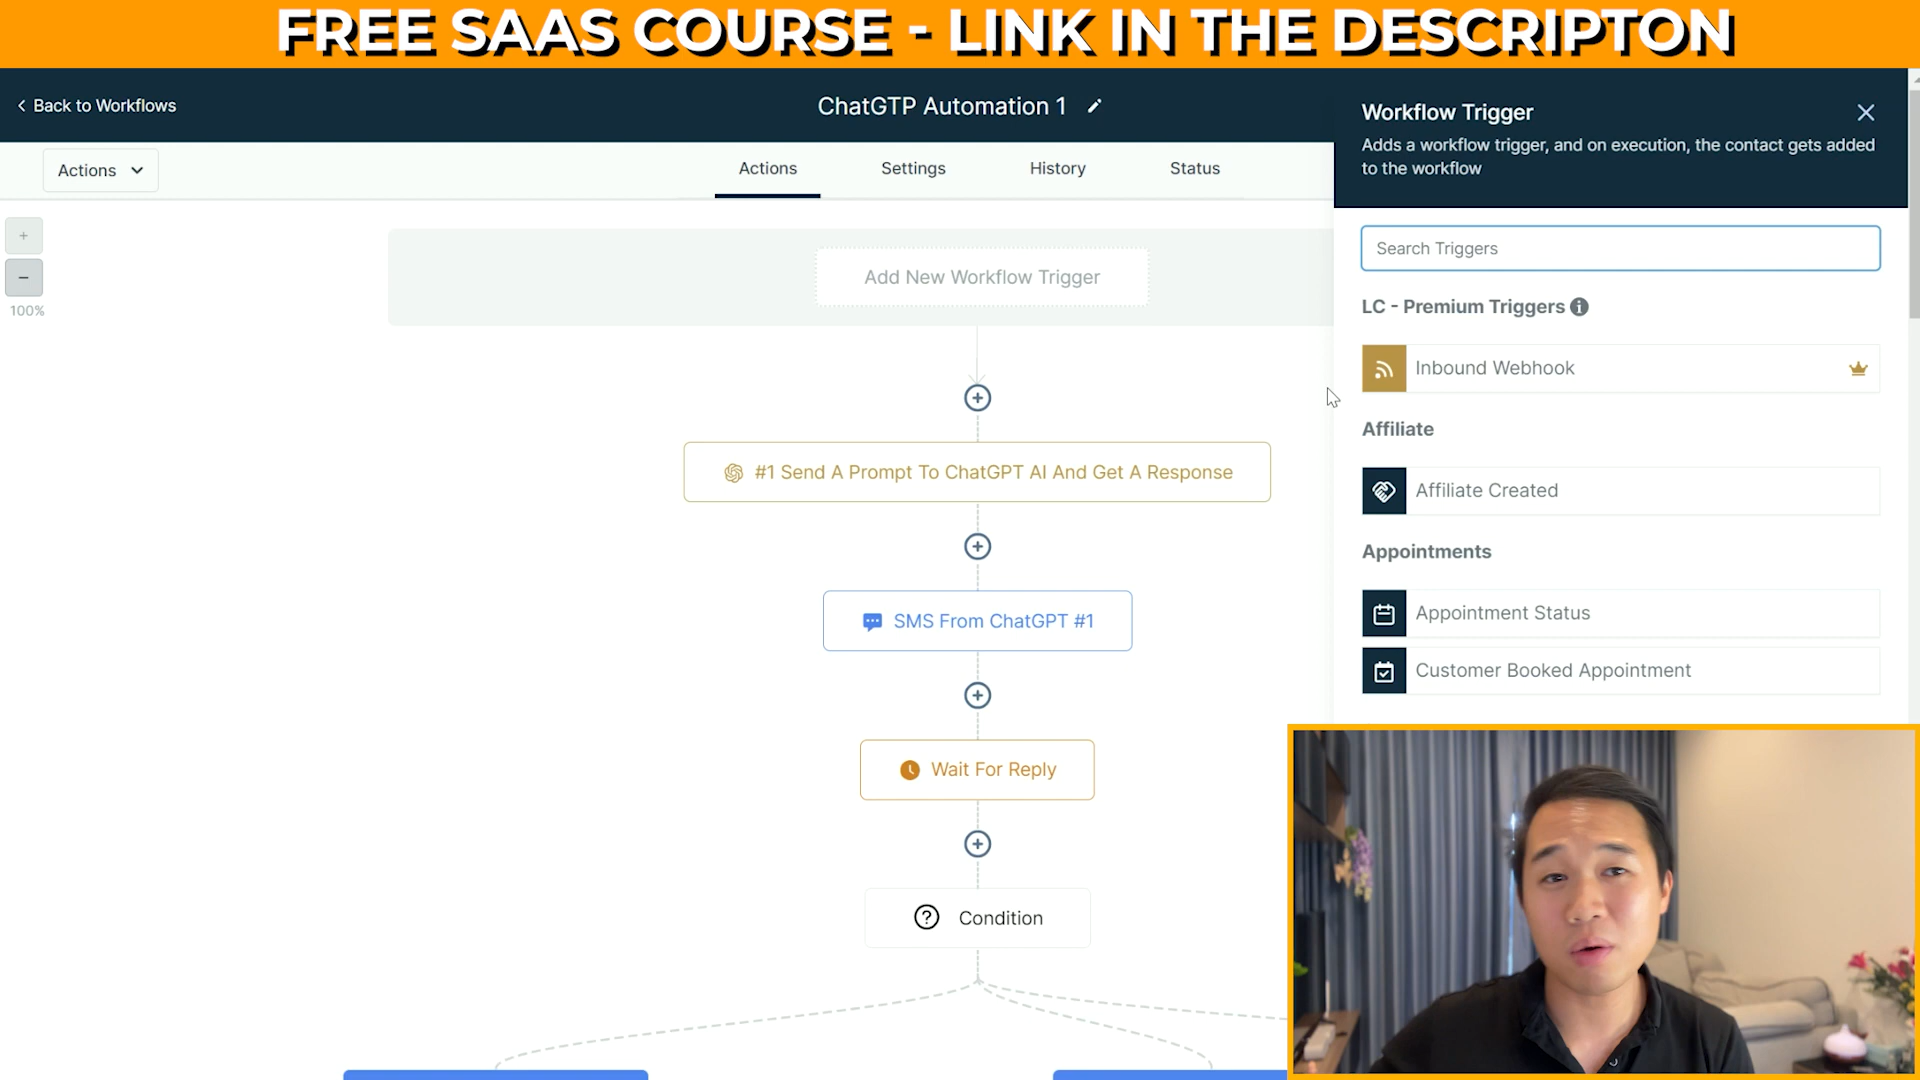 FREE SAAS COURSE - LINK IN THE DESCRIPTON
Back to Workflows
ChatGTP Automation 1
Actions
Actions
Settings
History
Status
100%
Add New Workflow Trigger
#1 Send A Prompt To ChatGPT AI And Get A Response
SMS From ChatGPT #1
Wait For Reply
Condition
Workflow Trigger
Adds a workflow trigger, and on execution, the contact gets added
to the workflow
Search Triggers
LC - Premium Triggers
Inbound Webhook
Affiliate
Affiliate Created
Appointments
Appointment Status
Customer Booked Appointment